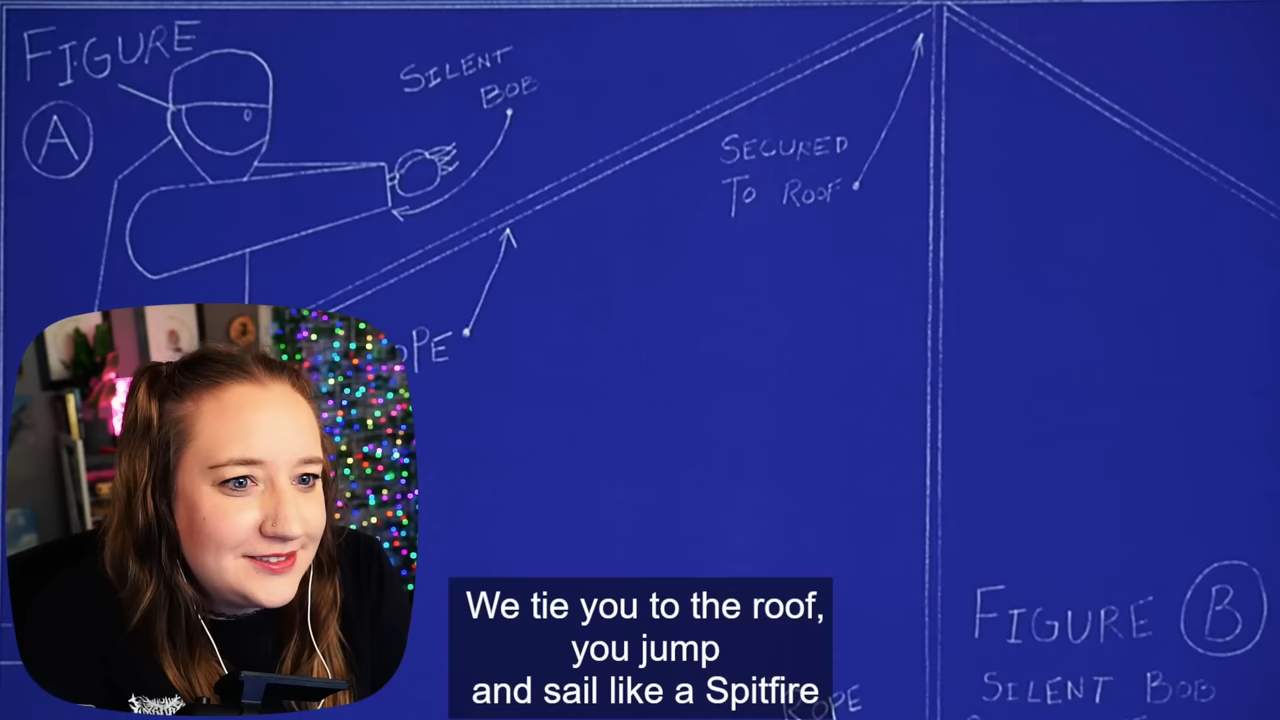 FIGURE
A
SILENT
BOB
SECURED
TO ROOF
We tie you to the roof,
you jump
and sail like a Spitfire
ROPE
FIGURE B
SILENT BOB